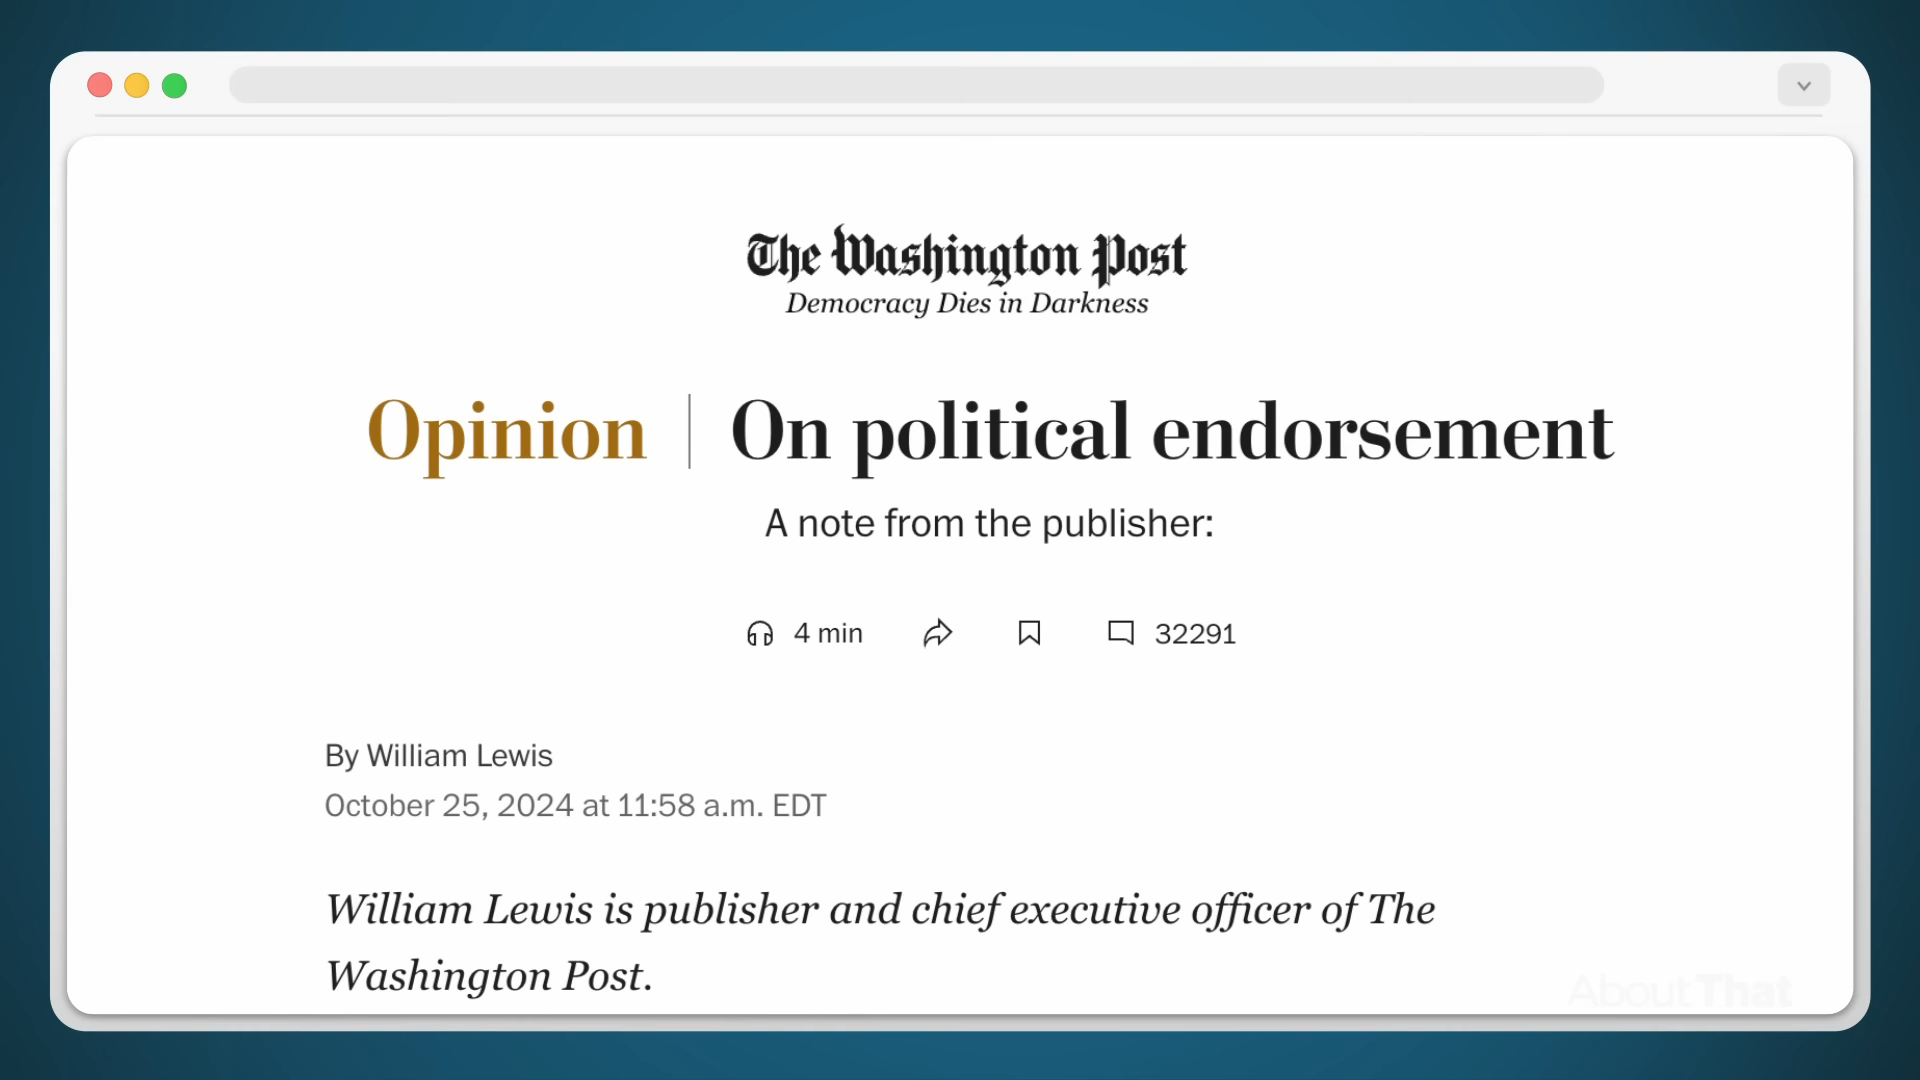 The Washington Post
Democracy Dies in Darkness
Opinion | On political endorsement
A note from the publisher:
4 min 32291
By William Lewis
October 25, 2024 at 11:58 a.m. EDT
William Lewis is publisher and chief executive officer of The
Washington Post.
About That